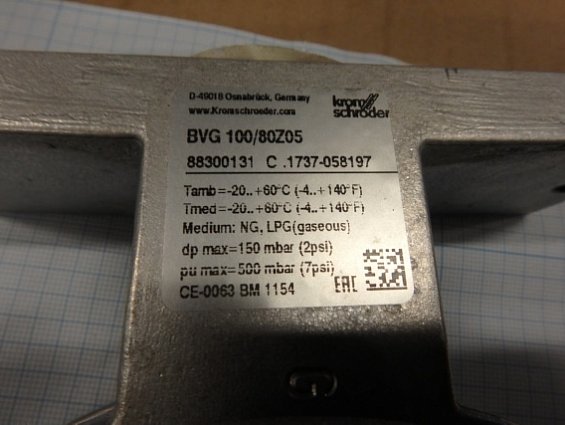 D-49018 Osnabrück, Germany
www.Kromschroeder.com
krom
schröder
BVG 100/80Z05
88300131 C .1737-058197
Tamb=-20..+60°C (-4..+140°F)
Tmed=-20..+60°C (-4..+140°F)
Medium: NG, LPG(gaseous)
dp max=150 mbar (2psi)
pu max=500 mbar (7psi)
CE-0063 BM 1154
EAC